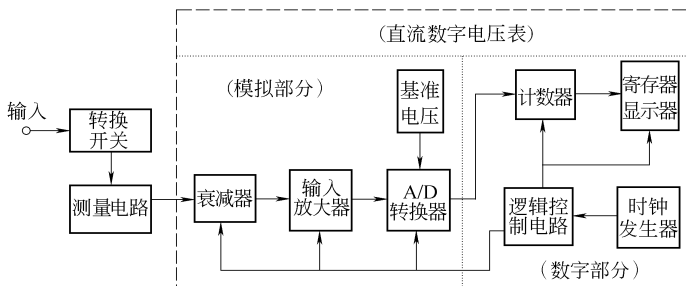 （直流数字电压表）
（模拟部分）
基准
电压
计数器
寄存器
显示器
输入
转换
开关
测量电路
衰减器
输入
放大器
A/D
转换器
逻辑控
制电路
时钟
发生器
（数字部分）